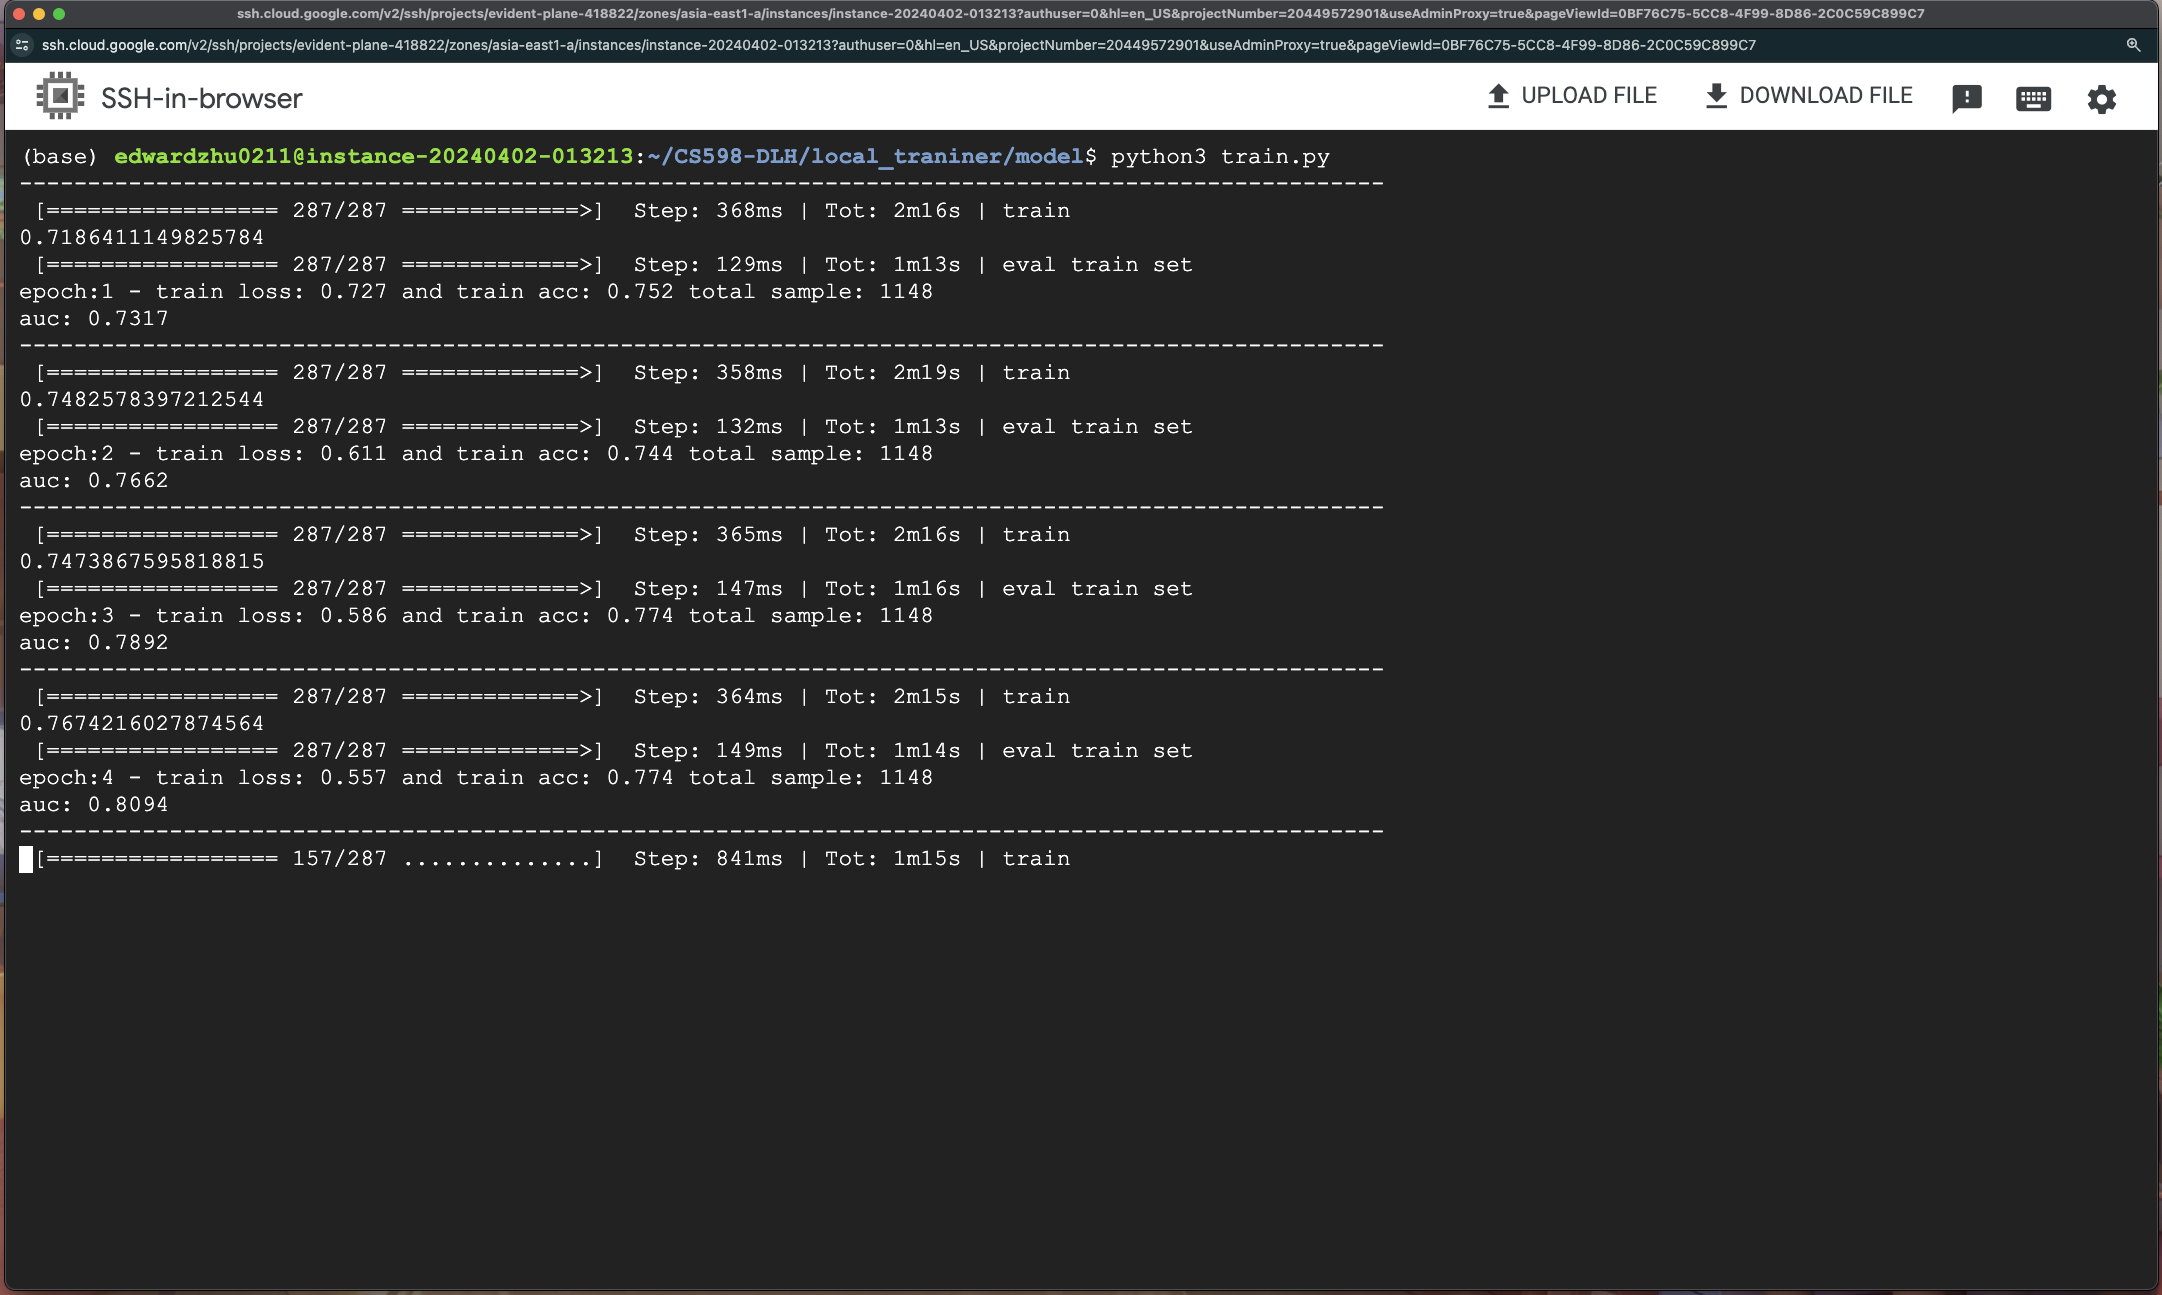 ssh.cloud.google.com/v2/ssh/projects/evident-plane-418822/zones/asia-east1-a/instances/instance-20240402-013213?authuser=0&hl=en_US&projectNumber=20449572901&useAdminProxy=true&pageViewId=0BF76C75-5CC8-4F99-8D86-2C0C59C899C7
ssh.cloud.google.com/v2/ssh/projects/evident-plane-418822/zones/asia-east1-a/instances/instance-20240402-013213?authuser=0&hl=en_US&projectNumber=20449572901&useAdminProxy=true&pageViewId=0BF76C75-5CC8-4F99-8D86-2C0C59C899C7
SSH-in-browser UPLOAD FILE DOWNLOAD FILE
(base) edwardzhu0211@instance-20240402-013213:~/CS598-DLH/local_traniner/model$ python3 train.py
----------------------------------------------------------------------------------------------------
[================= 287/287 =============>] Step: 368ms | Tot: 2m16s | train
0.7186411149825784
[================= 287/287 =============>] Step: 129ms | Tot: 1m13s | eval train set
epoch:1 - train loss: 0.727 and train acc: 0.752 total sample: 1148
auc: 0.7317
----------------------------------------------------------------------------------------------------
[================= 287/287 =============>] Step: 358ms | Tot: 2m19s | train
0.7482578397212544
[================= 287/287 =============>] Step: 132ms | Tot: 1m13s | eval train set
epoch:2 - train loss: 0.611 and train acc: 0.744 total sample: 1148
auc: 0.7662
----------------------------------------------------------------------------------------------------
[================= 287/287 =============>] Step: 365ms | Tot: 2m16s | train
0.7473867595818815
[================= 287/287 =============>] Step: 147ms | Tot: 1m16s | eval train set
epoch:3 - train loss: 0.586 and train acc: 0.774 total sample: 1148
auc: 0.7892
----------------------------------------------------------------------------------------------------
[================= 287/287 =============>] Step: 364ms | Tot: 2m15s | train
0.7674216027874564
[================= 287/287 =============>] Step: 149ms | Tot: 1m14s | eval train set
epoch:4 - train loss: 0.557 and train acc: 0.774 total sample: 1148
auc: 0.8094
----------------------------------------------------------------------------------------------------
[================= 157/287 ..............] Step: 841ms | Tot: 1m15s | train